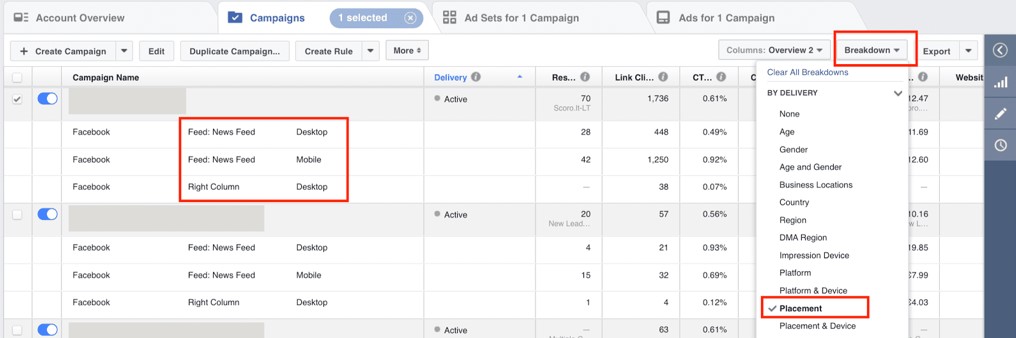 Account Overview
Campaigns
1 selected
Ad Sets for 1 Campaign
Ads for 1 Campaign
+ Create Campaign
Edit
Duplicate Campaign...
Create Rule
More
Columns: Overview 2
Breakdown
Export
Campaign Name
Delivery
Res...
Link Cli...
CT...
Websit
Clear All Breakdowns
BY DELIVERY
None
Age
Gender
Age and Gender
Business Locations
Country
Region
DMA Region
Impression Device
Platform
Platform & Device
Placement
Placement & Device
Active 70 1,736 0.61% 12.47
Scoro.lt-LT
Facebook Feed: News Feed Desktop 28 448 0.49% 11.69
Facebook Feed: News Feed Mobile 42 1,250 0.92% 12.60
Facebook Right Column Desktop — 38 0.07%
Active 20 57 0.56% 10.16
New Lead...
Facebook Feed: News Feed Desktop 4 21 0.93% 19.85
Facebook Feed: News Feed Mobile 15 32 0.69% £7.99
Facebook Right Column Desktop 1 4 0.12% £4.03
Active — 63 0.61%